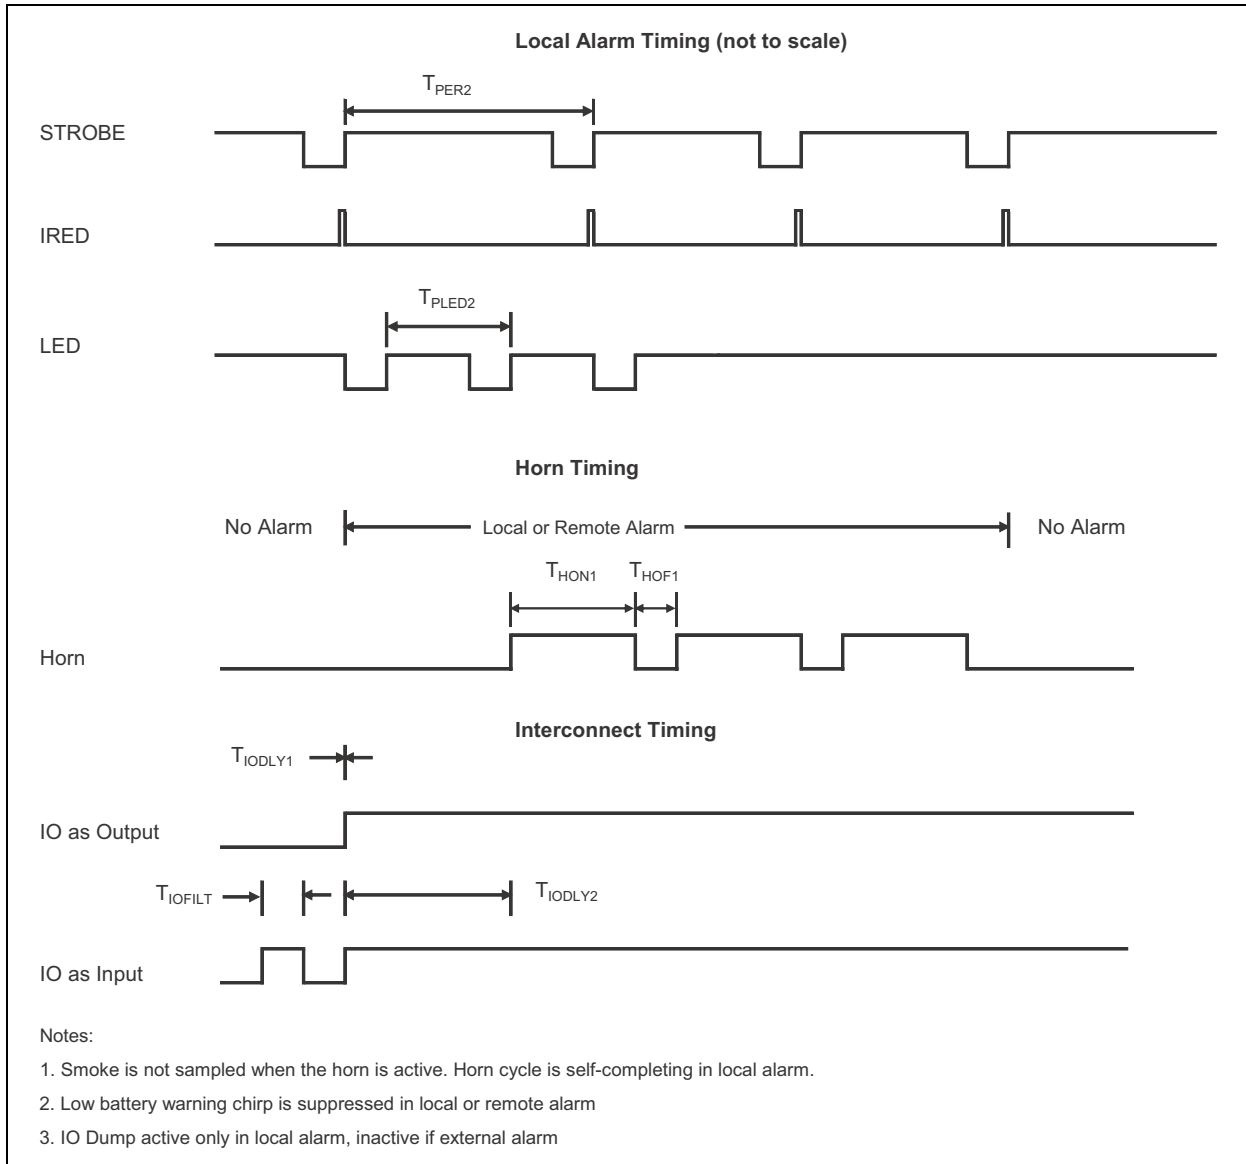 Local Alarm Timing (not to scale)
TPER2
STROBE
IRED
TPLED2
LED
Horn Timing
No Alarm
Local or Remote Alarm
No Alarm
THON1
THOF1
Horn
Interconnect Timing
TIODLY1
IO as Output
TIOFILT
TIODLY2
IO as Input
Notes:
1. Smoke is not sampled when the horn is active. Horn cycle is self-completing in local alarm.
2. Low battery warning chirp is suppressed in local or remote alarm
3. IO Dump active only in local alarm, inactive if external alarm